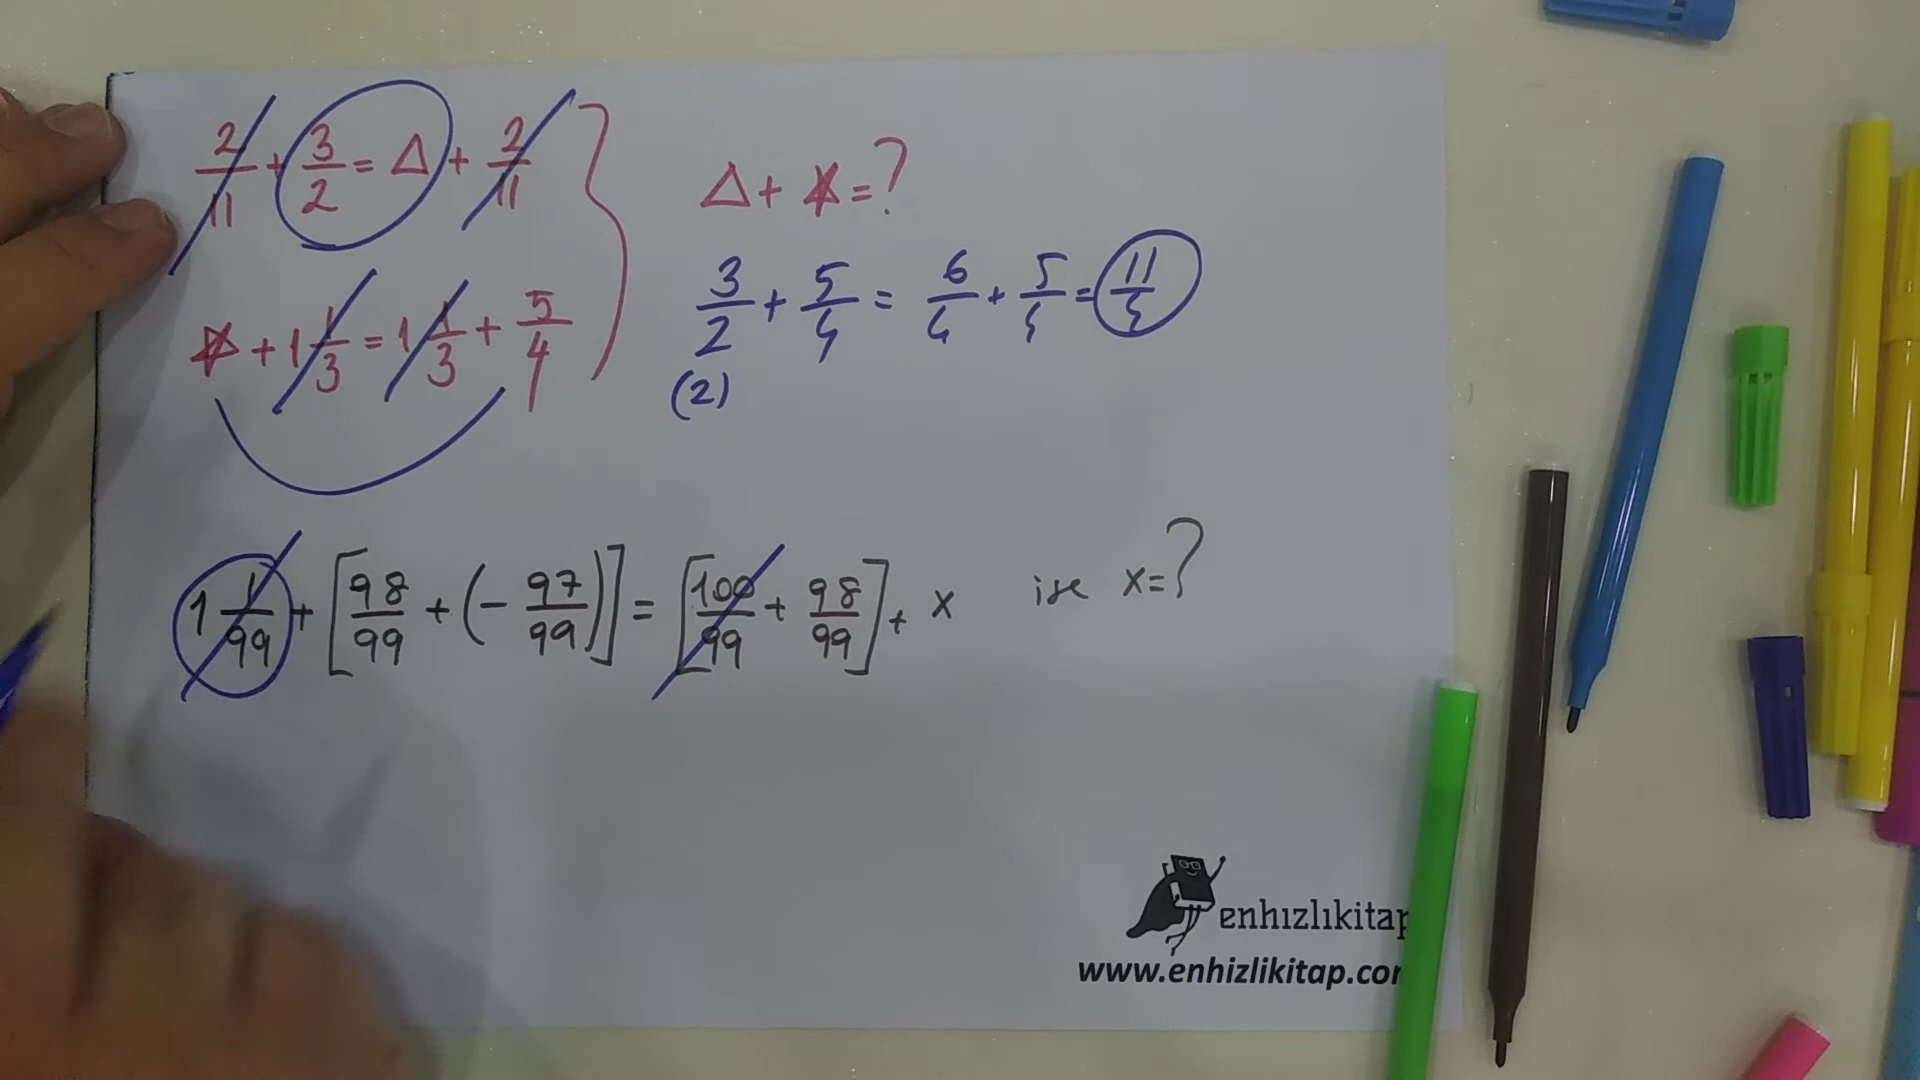 2/11 + 3/2 = Δ + 2/11
☆ + 1 1/3 = 1 1/3 + 5/4
Δ + ☆ = ?
3/2 + 5/4 = 6/4 + 5/4 = 11/4
(2)
1 1/99 + [98/99 + (- 97/99)] = [100/99 + 98/99] + x ise x = ?
enhızlıkitap
www.enhizlikitap.com